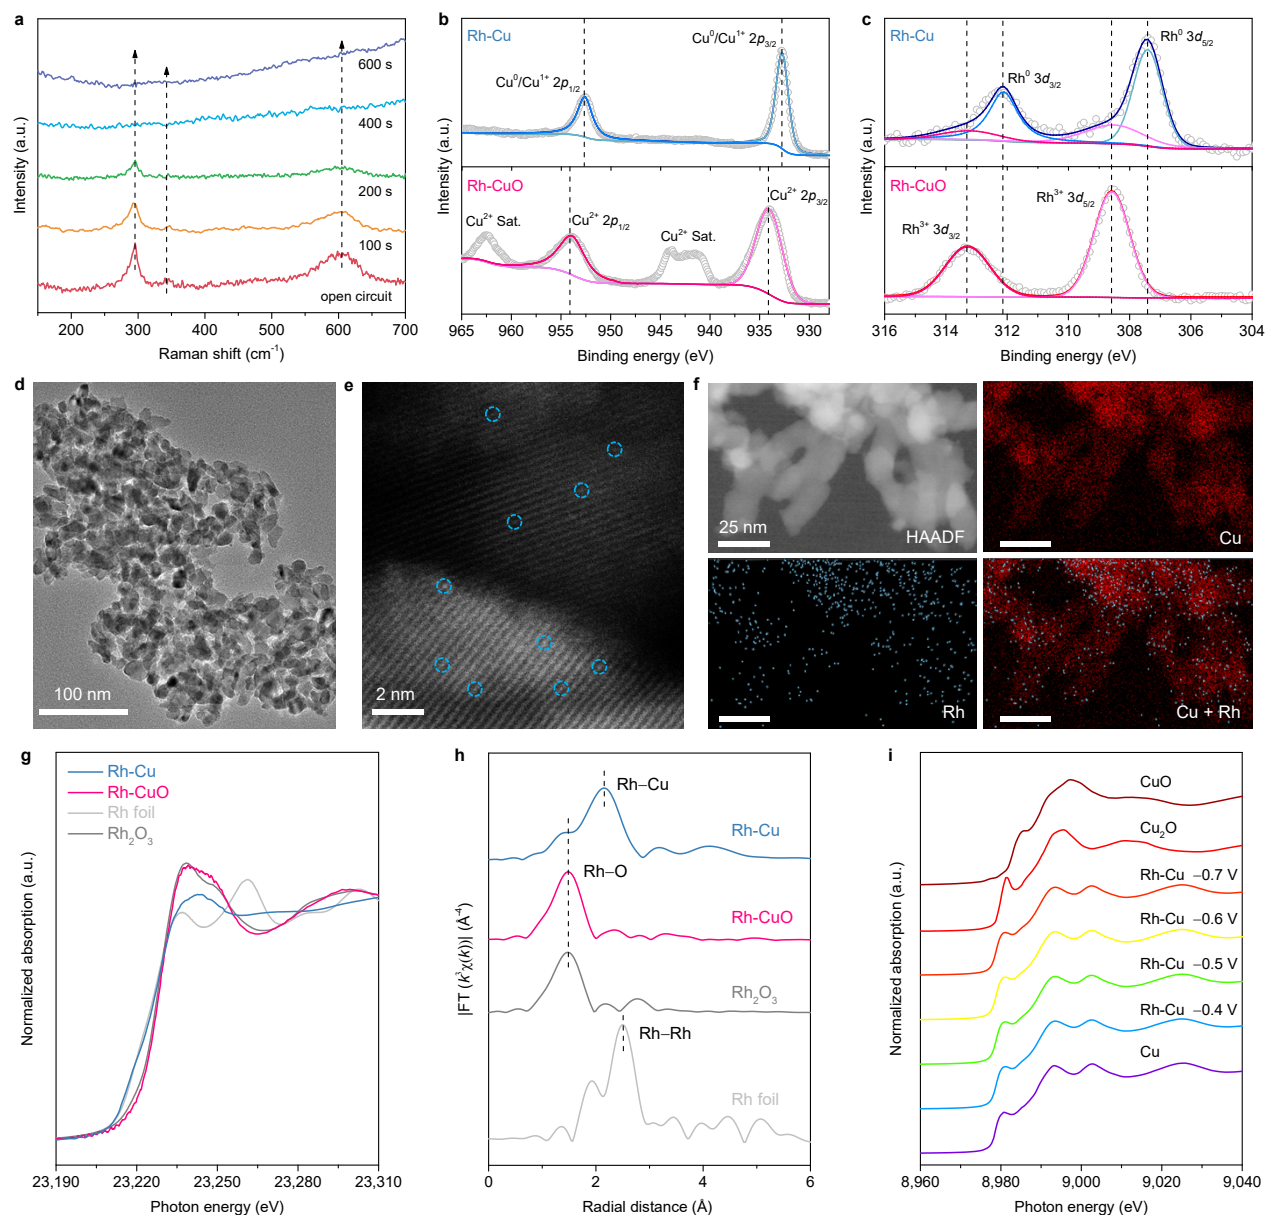 a
600 s
400 s
200 s
100 s
open circuit
Intensity (a.u.)
200 300 400 500 600 700
Raman shift (cm⁻¹)
b
Rh-Cu
Cu⁰/Cu¹⁺ 2p₃/₂
Cu⁰/Cu¹⁺ 2p₁/₂
Rh-CuO
Cu²⁺ 2p₃/₂
Cu²⁺ Sat.
Cu²⁺ 2p₁/₂
Cu²⁺ Sat.
Intensity (a.u.)
965 960 955 950 945 940 935 930
Binding energy (eV)
c
Rh-Cu
Rh⁰ 3d₅/₂
Rh⁰ 3d₃/₂
Rh-CuO
Rh³⁺ 3d₅/₂
Rh³⁺ 3d₃/₂
Intensity (a.u.)
316 314 312 310 308 306 304
Binding energy (eV)
d
100 nm
e
2 nm
f
25 nm
HAADF
Cu
Rh
Cu + Rh
g
Rh-Cu
Rh-CuO
Rh foil
Rh₂O₃
Normalized absorption (a.u.)
23,190 23,220 23,250 23,280 23,310
Photon energy (eV)
h
Rh–Cu
Rh-Cu
Rh–O
Rh-CuO
Rh₂O₃
Rh–Rh
Rh foil
|FT (k³χ(k))| (Å⁻⁴)
0 2 4 6
Radial distance (Å)
i
CuO
Cu₂O
Rh-Cu −0.7 V
Rh-Cu −0.6 V
Rh-Cu −0.5 V
Rh-Cu −0.4 V
Cu
Normalized absorption (a.u.)
8,960 8,980 9,000 9,020 9,040
Photon energy (eV)